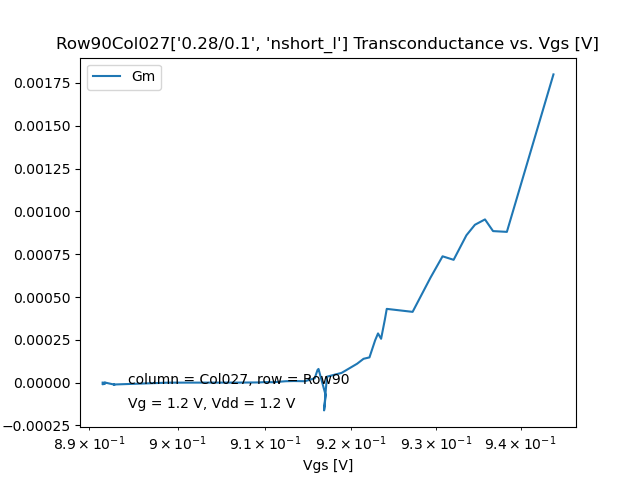 Row90Col027['0.28/0.1', 'nshort_l'] Transconductance vs. Vgs [V]
Gm
0.00175
0.00150
0.00125
0.00100
0.00075
0.00050
0.00025
0.00000
−0.00025
column = Col027, row = Row90
Vg = 1.2 V, Vdd = 1.2 V
8.9 × 10⁻¹ 9 × 10⁻¹ 9.1 × 10⁻¹ 9.2 × 10⁻¹ 9.3 × 10⁻¹ 9.4 × 10⁻¹
Vgs [V]